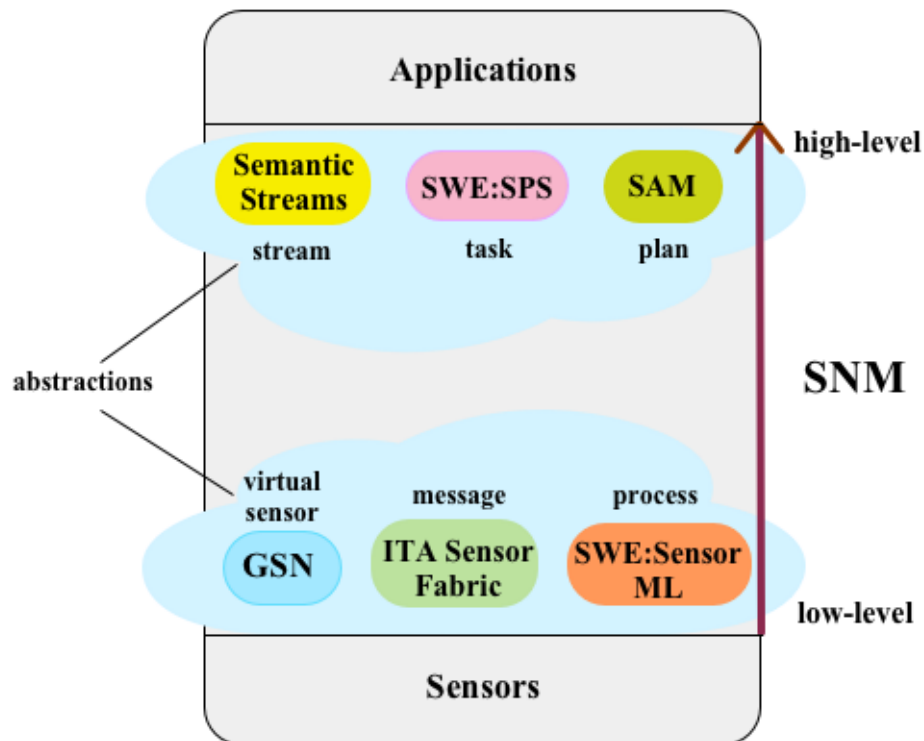 Applications
high-level
Semantic
Streams
SWE:SPS
SAM
stream
task
plan
abstractions
SNM
virtual
sensor
message
process
GSN
ITA Sensor
Fabric
SWE:Sensor
ML
low-level
Sensors